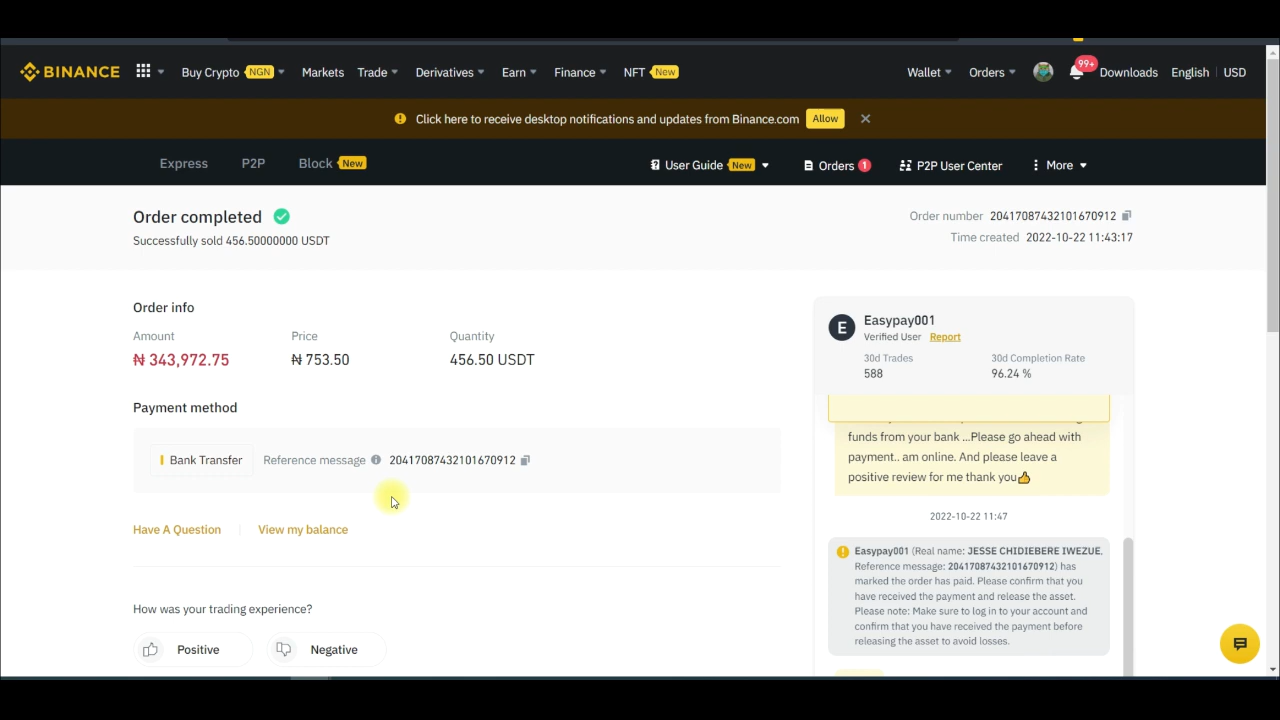 BINANCE
Buy Crypto NGN Markets Trade Derivatives Earn Finance NFT New
Wallet Orders 99+ Downloads English USD
Click here to receive desktop notifications and updates from Binance.com Allow
Express P2P Block New
User Guide New Orders 1 P2P User Center More
Order completed
Successfully sold 456.50000000 USDT
Order number 20417087432101670912
Time created 2022-10-22 11:43:17
Order info
Amount Price Quantity
₦ 343,972.75 ₦ 753.50 456.50 USDT
Payment method
Bank Transfer Reference message 20417087432101670912
Have A Question View my balance
How was your trading experience?
Positive Negative
E Easypay001
Verified User Report
30d Trades 30d Completion Rate
588 96.24 %
funds from your bank ...Please go ahead with
payment.. am online. And please leave a
positive review for me thank you👍
2022-10-22 11:47
Easypay001 (Real name: JESSE CHIDIEBERE IWEZUE.
Reference message: 20417087432101670912) has
marked the order has paid. Please confirm that you
have received the payment and release the asset.
Please note: Make sure to log in to your account and
confirm that you have received the payment before
releasing the asset to avoid losses.